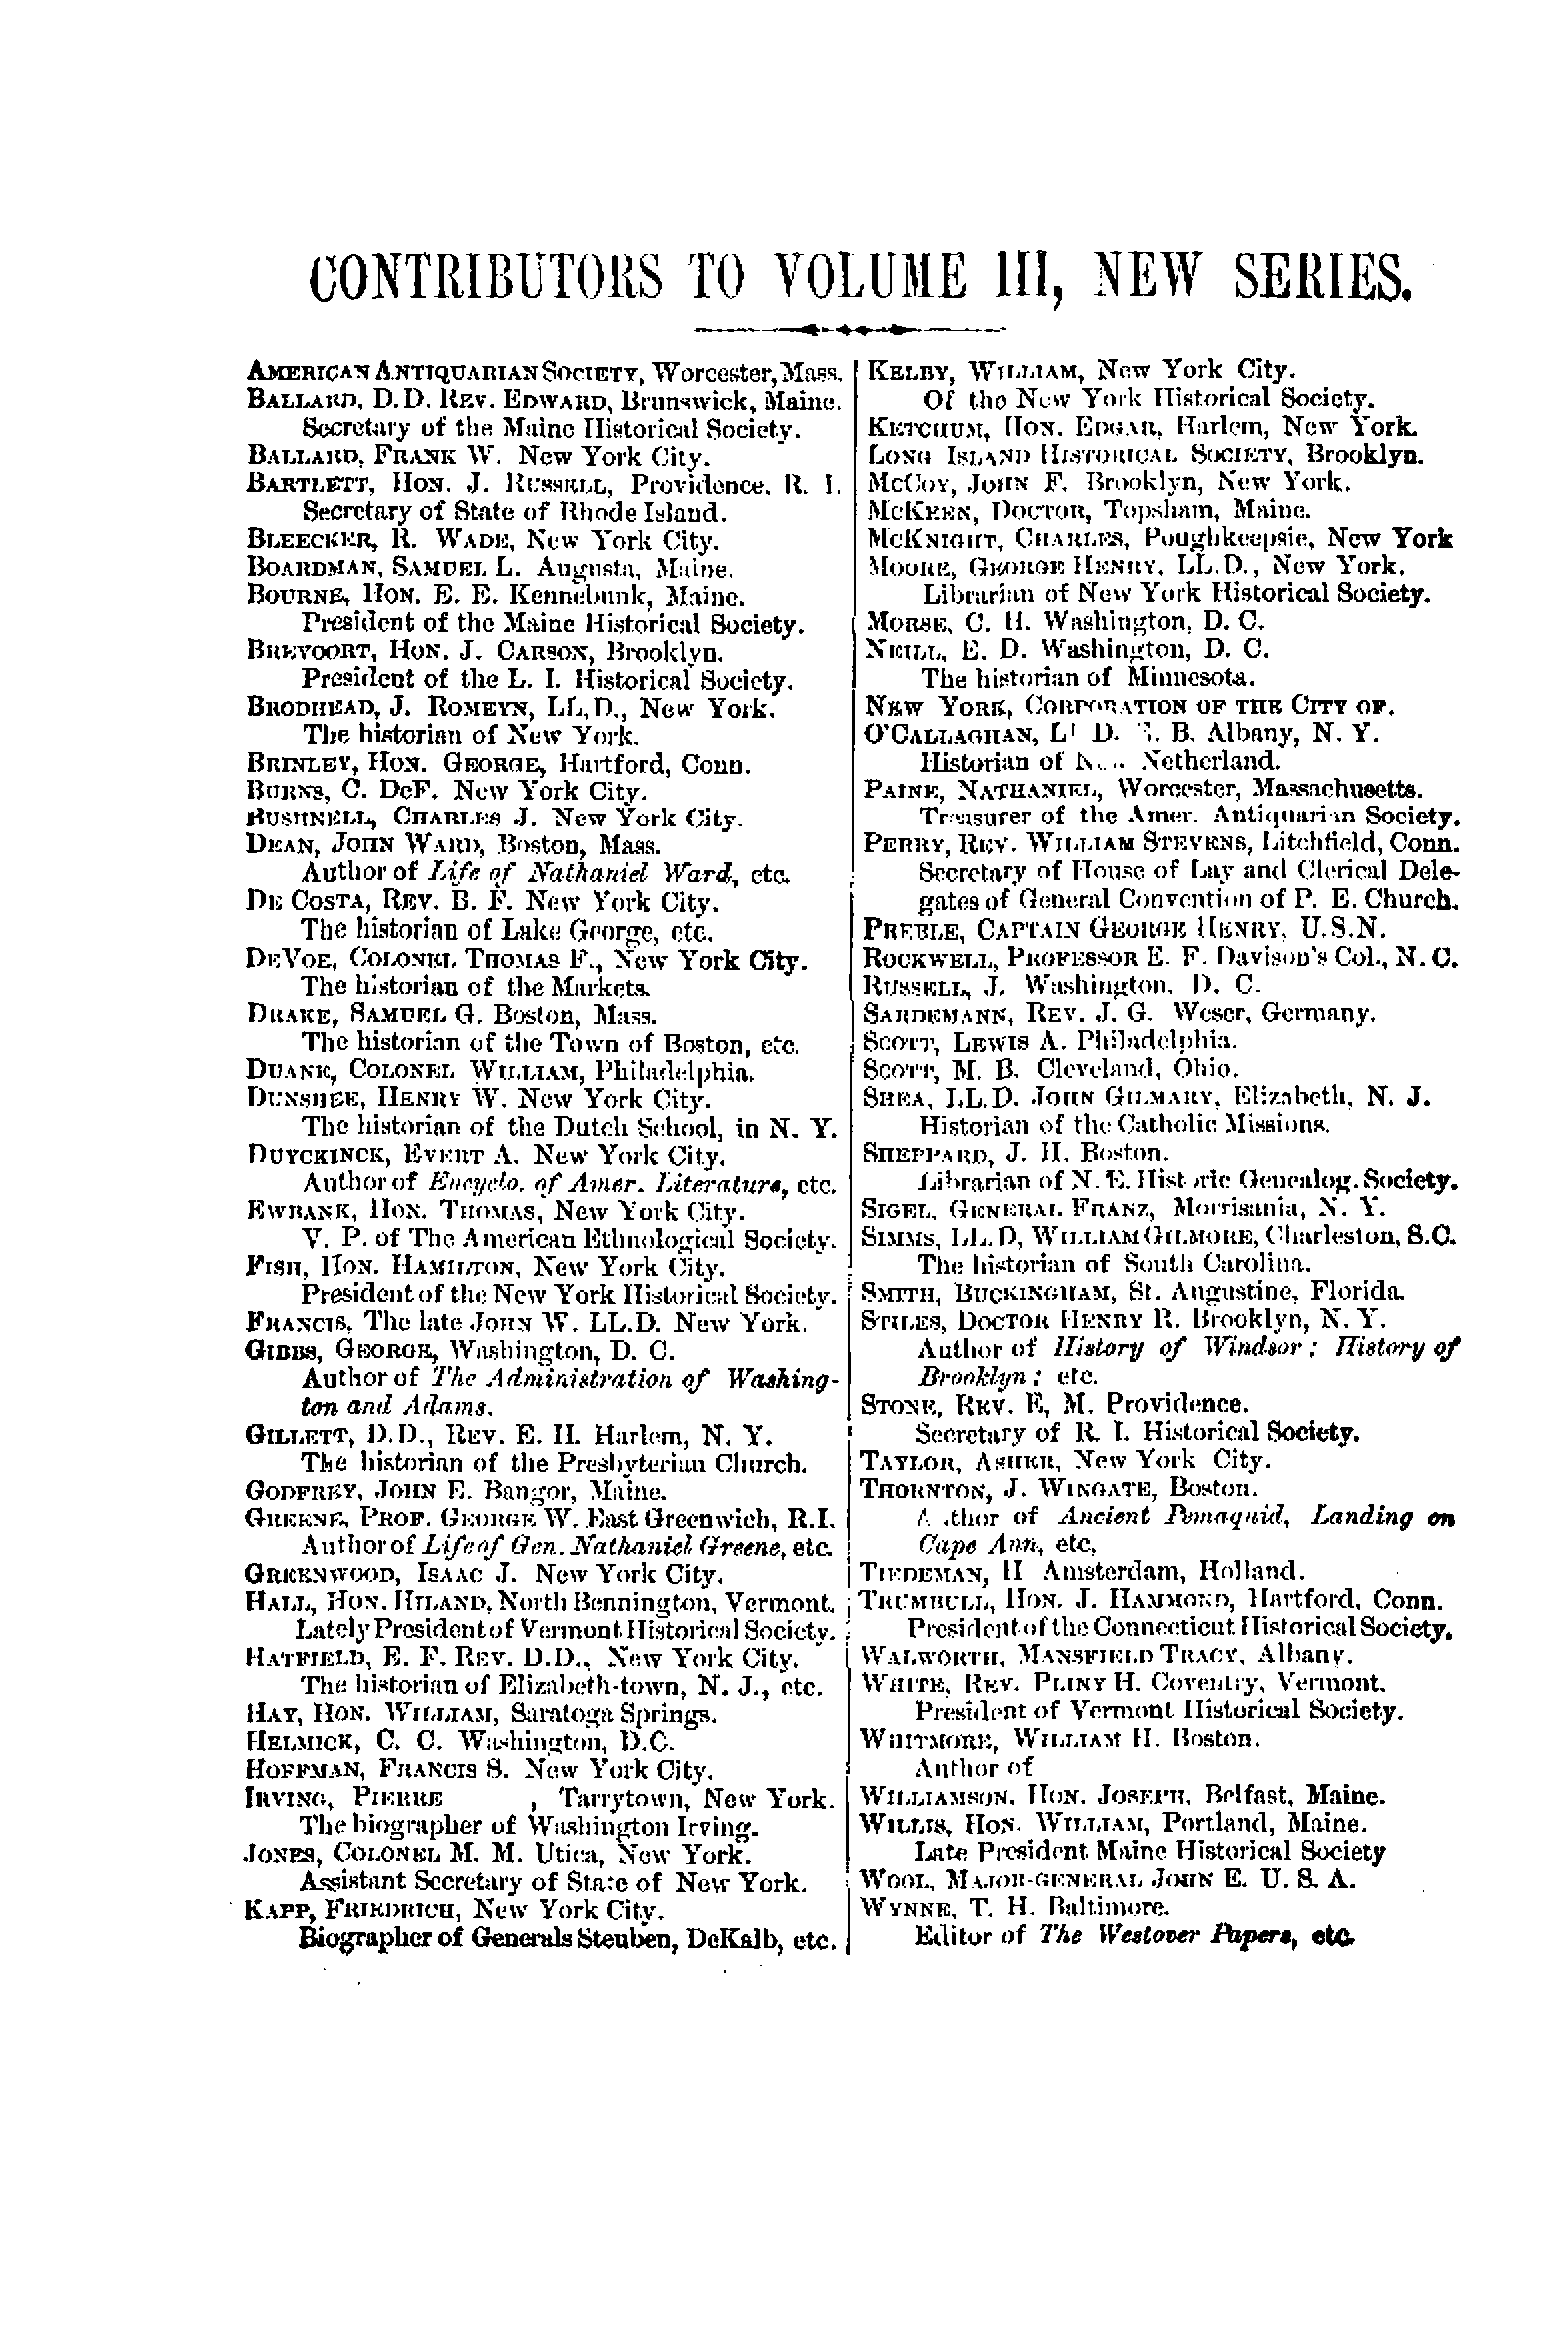 CONTRIBUTORS TO VOLUME III, NEW SERIES.
AMERICAN ANTIQUARIAN SOCIETY, Worcester, Mass.
BALLARD, D.D. REV. EDWARD, Brunswick, Maine.
Secretary of the Maine Historical Society.
BALLARD, FRANK W. New York City.
BARTLETT, HON. J. RUSSELL, Providence, R. I.
Secretary of State of Rhode Island.
BLEECKER, R. WADE, New York City.
BOARDMAN, SAMUEL L. Augusta, Maine.
BOURNE, HON. E. E. Kennebunk, Maine.
President of the Maine Historical Society.
BREVOORT, HON. J. CARSON, Brooklyn.
President of the L. I. Historical Society.
BRODHEAD, J. ROMEYN, LL.D., New York.
The historian of New York.
BRINLEY, HON. GEORGE, Hartford, Conn.
BURNS, C. DeF. New York City.
BUSHNELL, CHARLES J. New York City.
DEAN, JOHN WARD, Boston, Mass.
Author of Life of Nathaniel Ward, etc.
DE COSTA, REV. B. F. New York City.
The historian of Lake George, etc.
DEVOE, COLONEL THOMAS F., New York City.
The historian of the Markets.
DRAKE, SAMUEL G. Boston, Mass.
The historian of the Town of Boston, etc.
DUANE, COLONEL WILLIAM, Philadelphia.
DUNSHEE, HENRY W. New York City.
The historian of the Dutch School, in N. Y.
DUYCKINCK, EVERT A. New York City.
Author of Encyclo. of Amer. Literature, etc.
EWBANK, HON. THOMAS, New York City.
V. P. of The American Ethnological Society.
FISH, HON. HAMILTON, New York City.
President of the New York Historical Society.
FRANCIS, The late JOHN W. LL.D. New York.
GIBBS, GEORGE, Washington, D. C.
Author of The Administration of Washing-
ton and Adams.
GILLETT, D.D., REV. E. H. Harlem, N. Y.
The historian of the Presbyterian Church.
GODFREY, JOHN E. Bangor, Maine.
GREENE, PROF. GEORGE W. East Greenwich, R.I.
Author of Life of Gen. Nathaniel Greene, etc.
GREENWOOD, ISAAC J. New York City.
HALL, HON. HILAND, North Bennington, Vermont.
Lately President of Vermont Historical Society.
HATFIELD, E. F. REV. D.D., New York City.
The historian of Elizabeth-town, N. J., etc.
HAY, HON. WILLIAM, Saratoga Springs.
HELMICK, C. C. Washington, D.C.
HOFFMAN, FRANCIS S. New York City.
IRVING, PIERRE , Tarrytown, New York.
The biographer of Washington Irving.
JONES, COLONEL M. M. Utica, New York.
Assistant Secretary of State of New York.
KAPP, FRIEDRICH, New York City.
Biographer of Generals Steuben, DeKalb, etc.
KELBY, WILLIAM, New York City.
Of the New York Historical Society.
KETCHUM, HON. EDGAR, Harlem, New York.
LONG ISLAND HISTORICAL SOCIETY, Brooklyn.
MCCOY, JOHN F. Brooklyn, New York.
MCKEEN, DOCTOR, Topsham, Maine.
MCKNIGHT, CHARLES, Poughkeepsie, New York
MOORE, GEORGE HENRY, LL.D., New York.
Librarian of New York Historical Society.
MORSE, C. H. Washington, D. C.
NEILL, E. D. Washington, D. C.
The historian of Minnesota.
NEW YORK, CORPORATION OF THE CITY OF.
O'CALLAGHAN, D. B. Albany, N. Y.
Historian of Netherland.
PAINE, NATHANIEL, Worcester, Massachusetts.
Treasurer of the Amer. Antiquarian Society.
PERRY, REV. WILLIAM STEVENS, Litchfield, Conn.
Secretary of House of Lay and Clerical Dele-
gates of General Convention of P. E. Church.
PREBLE, CAPTAIN GEORGE HENRY, U.S.N.
ROCKWELL, PROFESSOR E. F. Davison's Col., N.C.
RUSSELL, J. Washington, D. C.
SARDEMANN, REV. J. G. Weser, Germany.
SCOTT, LEWIS A. Philadelphia.
SCOTT, M. B. Cleveland, Ohio.
SHEA, LL.D. JOHN GILMARY, Elizabeth, N. J.
Historian of the Catholic Missions.
SHEPPARD, J. H. Boston.
Librarian of N. E. Historic Genealog. Society.
SIGEL, GENERAL FRANZ, Morrisania, N. Y.
SIMMS, LL.D, WILLIAM GILMORE, Charleston, S.C.
The historian of South Carolina.
SMITH, BUCKINGHAM, St. Augustine, Florida.
STILES, DOCTOR HENRY R. Brooklyn, N. Y.
Author of History of Windsor; History of
Brooklyn; etc.
STONE, REV. E, M. Providence.
Secretary of R. I. Historical Society.
TAYLOR, ASHER, New York City.
THORNTON, J. WINGATE, Boston.
Author of Ancient Pemaquid, Landing on
Cape Ann, etc,
TIEDEMAN, H Amsterdam, Holland.
TRUMBULL, HON. J. HAMMOND, Hartford, Conn.
President of the Connecticut Historical Society.
WALWORTH, MANSFIELD TRACY, Albany.
WHITE, REV. PLINY H. Coventry, Vermont.
President of Vermont Historical Society.
WHITMORE, WILLIAM H. Boston.
Author of
WILLIAMSON, HON. JOSEPH, Belfast, Maine.
WILLIS, HON. WILLIAM, Portland, Maine.
Late President Maine Historical Society
WOOL, MAJOR-GENERAL JOHN E. U. S. A.
WYNNE, T. H. Baltimore.
Editor of The Westover Papers, etc.